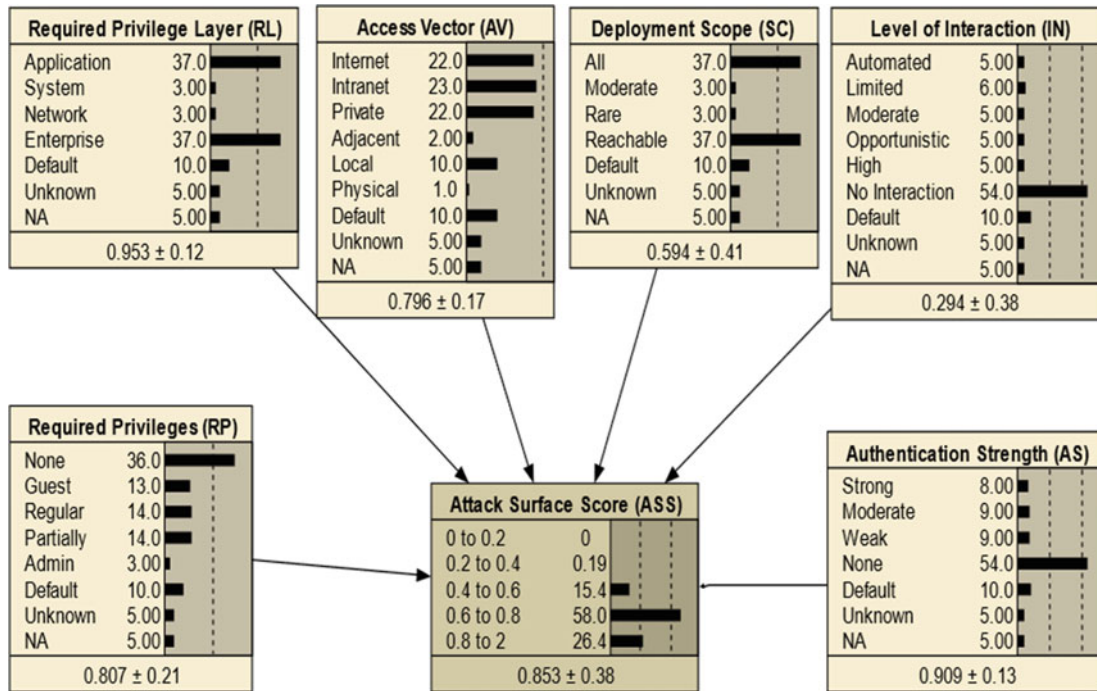 Required Privilege Layer (RL)
Application 37.0
System 3.00
Network 3.00
Enterprise 37.0
Default 10.0
Unknown 5.00
NA 5.00
0.953 ± 0.12
Access Vector (AV)
Internet 22.0
Intranet 23.0
Private 22.0
Adjacent 2.00
Local 10.0
Physical 1.0
Default 10.0
Unknown 5.00
NA 5.00
0.796 ± 0.17
Deployment Scope (SC)
All 37.0
Moderate 3.00
Rare 3.00
Reachable 37.0
Default 10.0
Unknown 5.00
NA 5.00
0.594 ± 0.41
Level of Interaction (IN)
Automated 5.00
Limited 6.00
Moderate 5.00
Opportunistic 5.00
High 5.00
No Interaction 54.0
Default 10.0
Unknown 5.00
NA 5.00
0.294 ± 0.38
Required Privileges (RP)
None 36.0
Guest 13.0
Regular 14.0
Partially 14.0
Admin 3.00
Default 10.0
Unknown 5.00
NA 5.00
0.807 ± 0.21
Attack Surface Score (ASS)
0 to 0.2 0
0.2 to 0.4 0.19
0.4 to 0.6 15.4
0.6 to 0.8 58.0
0.8 to 2 26.4
0.853 ± 0.38
Authentication Strength (AS)
Strong 8.00
Moderate 9.00
Weak 9.00
None 54.0
Default 10.0
Unknown 5.00
NA 5.00
0.909 ± 0.13